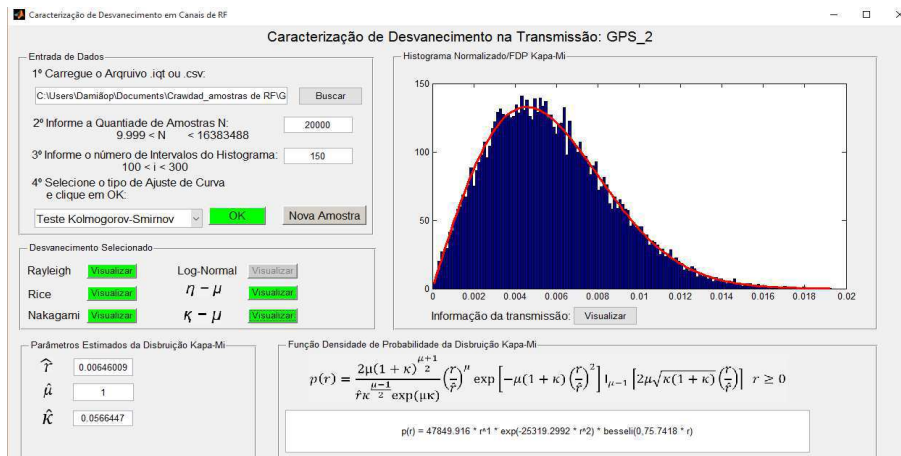 Caracterização de Desvanecimento em Canais de RF
Caracterização de Desvanecimento na Transmissão: GPS_2
Entrada de Dados
1º Carregue o Arqruivo .iqt ou .csv:
C:\Users\Damiãop\Documents\Crawdad_amostras de RF\G
Buscar
2º Informe a Quantiade de Amostras N:
9.999 < N < 16383488
20000
3º Informe o número de Intervalos do Histograma:
100 < i < 300
150
4º Selecione o tipo de Ajuste de Curva
e clique em OK:
Teste Kolmogorov-Smirnov
OK
Nova Amostra
Desvanecimento Selecionado
Rayleigh Visualizar Log-Normal Visualizar
Rice Visualizar η − μ Visualizar
Nakagami Visualizar κ − μ Visualizar
Histograma Normalizado/FDP Kapa-Mi
150
100
50
0
0 0.002 0.004 0.006 0.008 0.01 0.012 0.014 0.016 0.018 0.02
Informação da transmissão: Visualizar
Parâmetros Estimados da Disbruição Kapa-Mi
r̂ 0.00646009
μ̂ 1
κ̂ 0.0566447
Função Densidade de Probabilidade da Disbruição Kapa-Mi
p(r) = 2μ(1 + κ)^((μ+1)/2) / (r̂κ^((μ−1)/2) exp(μκ)) (r/r̂)^μ exp[−μ(1 + κ)(r/r̂)^2] I_(μ−1) [2μ√(κ(1 + κ)) (r/r̂)] r ≥ 0
p(r) = 47849.916 * r^1 * exp(-25319.2992 * r^2) * besseli(0,75.7418 * r)